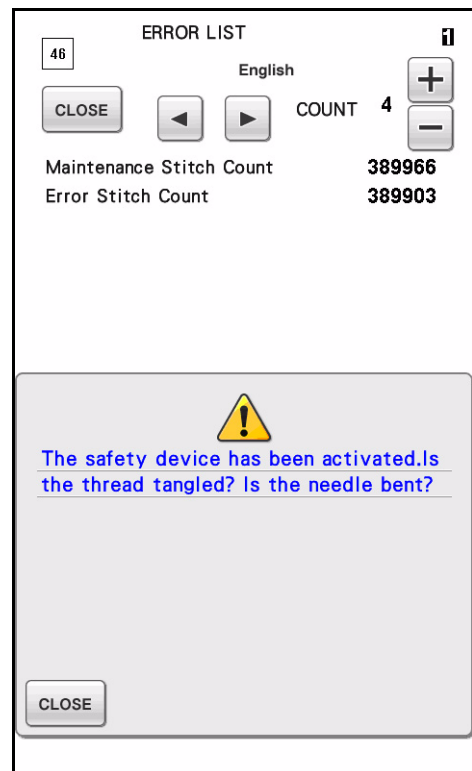 ERROR LIST
1
46
English
CLOSE
COUNT 4
Maintenance Stitch Count 389966
Error Stitch Count 389903
The safety device has been activated.Is
the thread tangled? Is the needle bent?
CLOSE